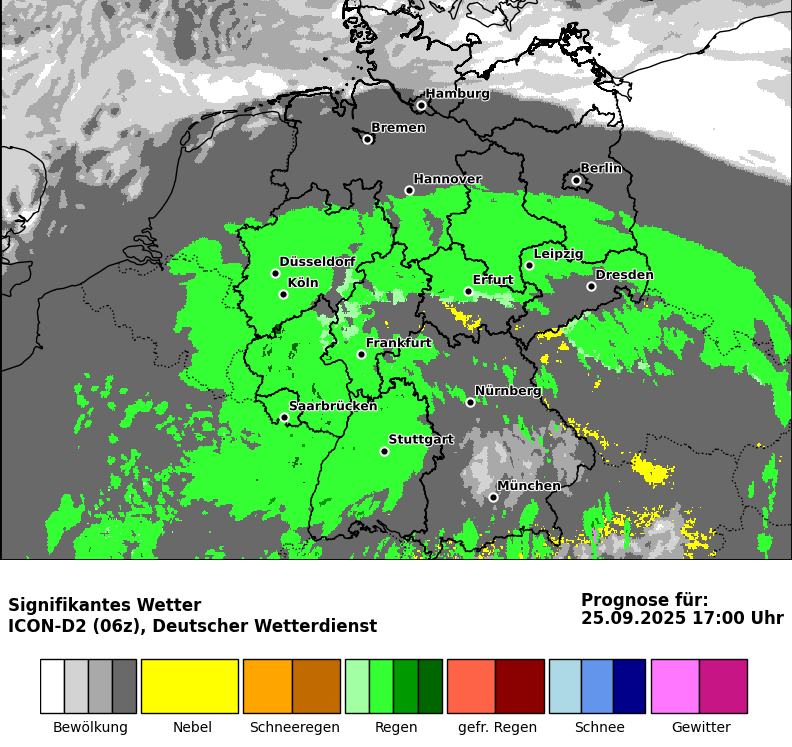 Hamburg
Bremen
Berlin
Hannover
Leipzig
Düsseldorf
Dresden
Erfurt
Köln
Frankfurt
Nürnberg
Saarbrücken
Stuttgart
München
Signifikantes Wetter
ICON-D2 (06z), Deutscher Wetterdienst
Prognose für:
25.09.2025 17:00 Uhr
Bewölkung Nebel Schneeregen Regen gefr. Regen Schnee Gewitter